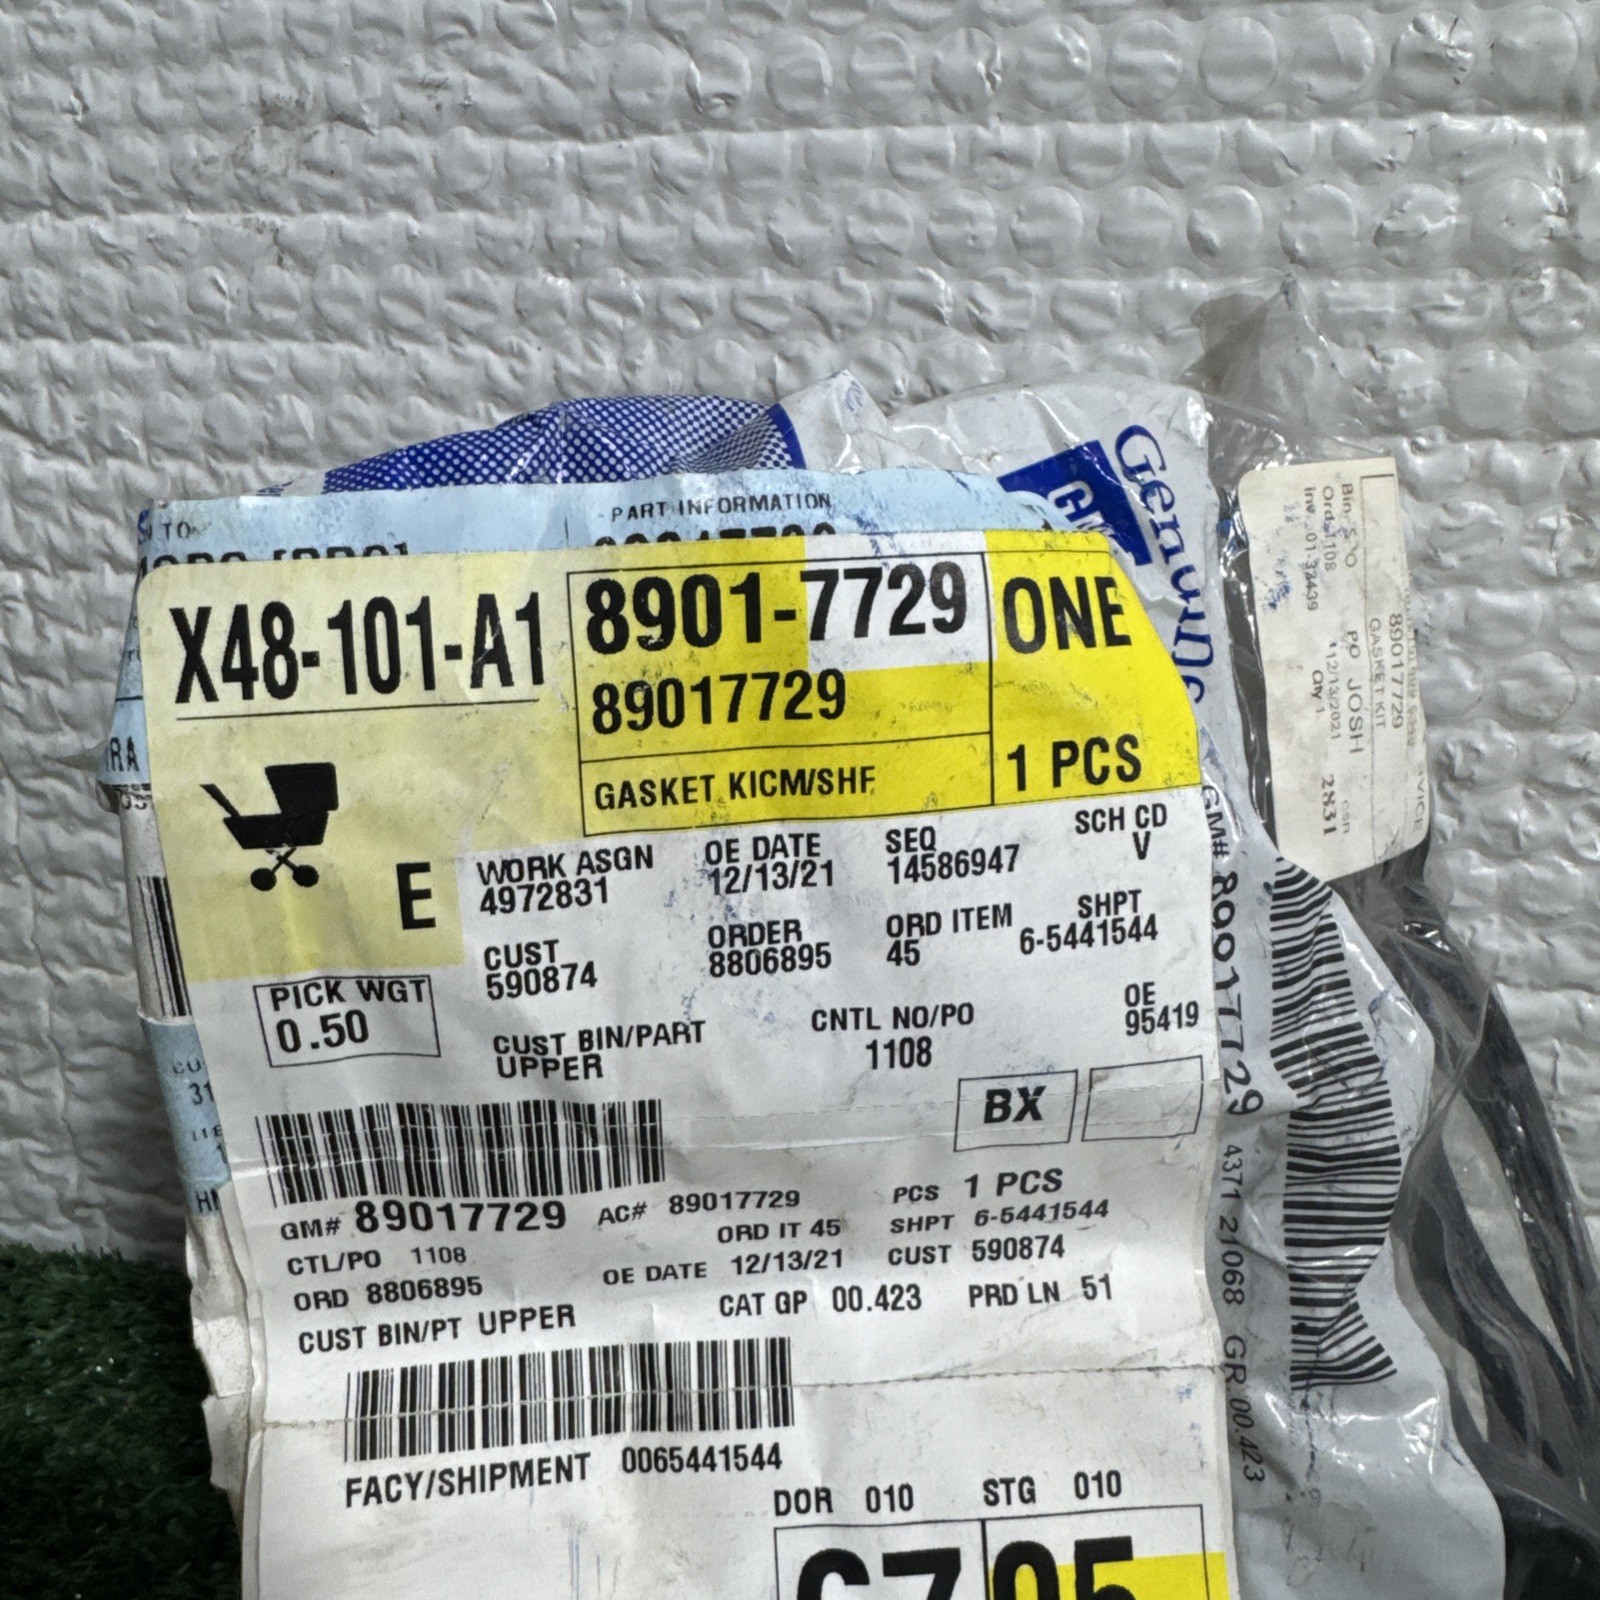 TO
PART INFORMATION
X48-101-A1
8901-7729
ONE
89017729
GASKET KICM/SHF
1 PCS
E
WORK ASGN
4972831
OE DATE
12/13/21
SEQ
14586947
SCH CD
V
CUST
590874
ORDER
8806895
ORD ITEM
45
SHPT
6-5441544
PICK WGT
0.50
CUST BIN/PART
UPPER
CNTL NO/PO
1108
OE
95419
BX
GM# 89017729 AC# 89017729 PCS 1 PCS
ORD IT 45 SHPT 6-5441544
CTL/PO 1108
OE DATE 12/13/21 CUST 590874
ORD 8806895
CAT GP 00.423 PRD LN 51
CUST BIN/PT UPPER
FACY/SHIPMENT 0065441544
DOR 010 STG 010
Genuine
GM
GM# 89017729 4371 21068 GR.00.423
89017729
GASKET KIT
PO JOSH
12/13/2021
Qty 1
2831